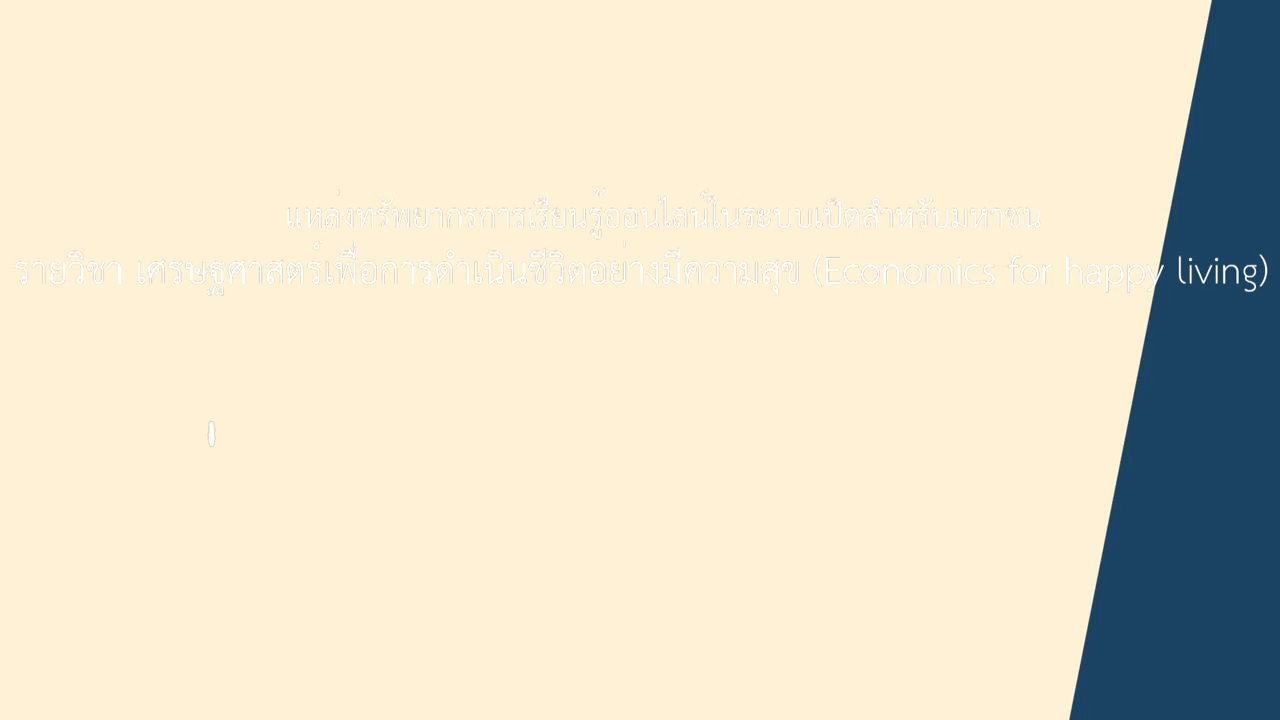 แหล่งทรัพยากรการเรียนรู้ออนไลน์ในระบบเปิดสำหรับมหาชน
รายวิชา เศรษฐศาสตร์เพื่อการดำเนินชีวิตอย่างมีความสุข (Economics for happy living)